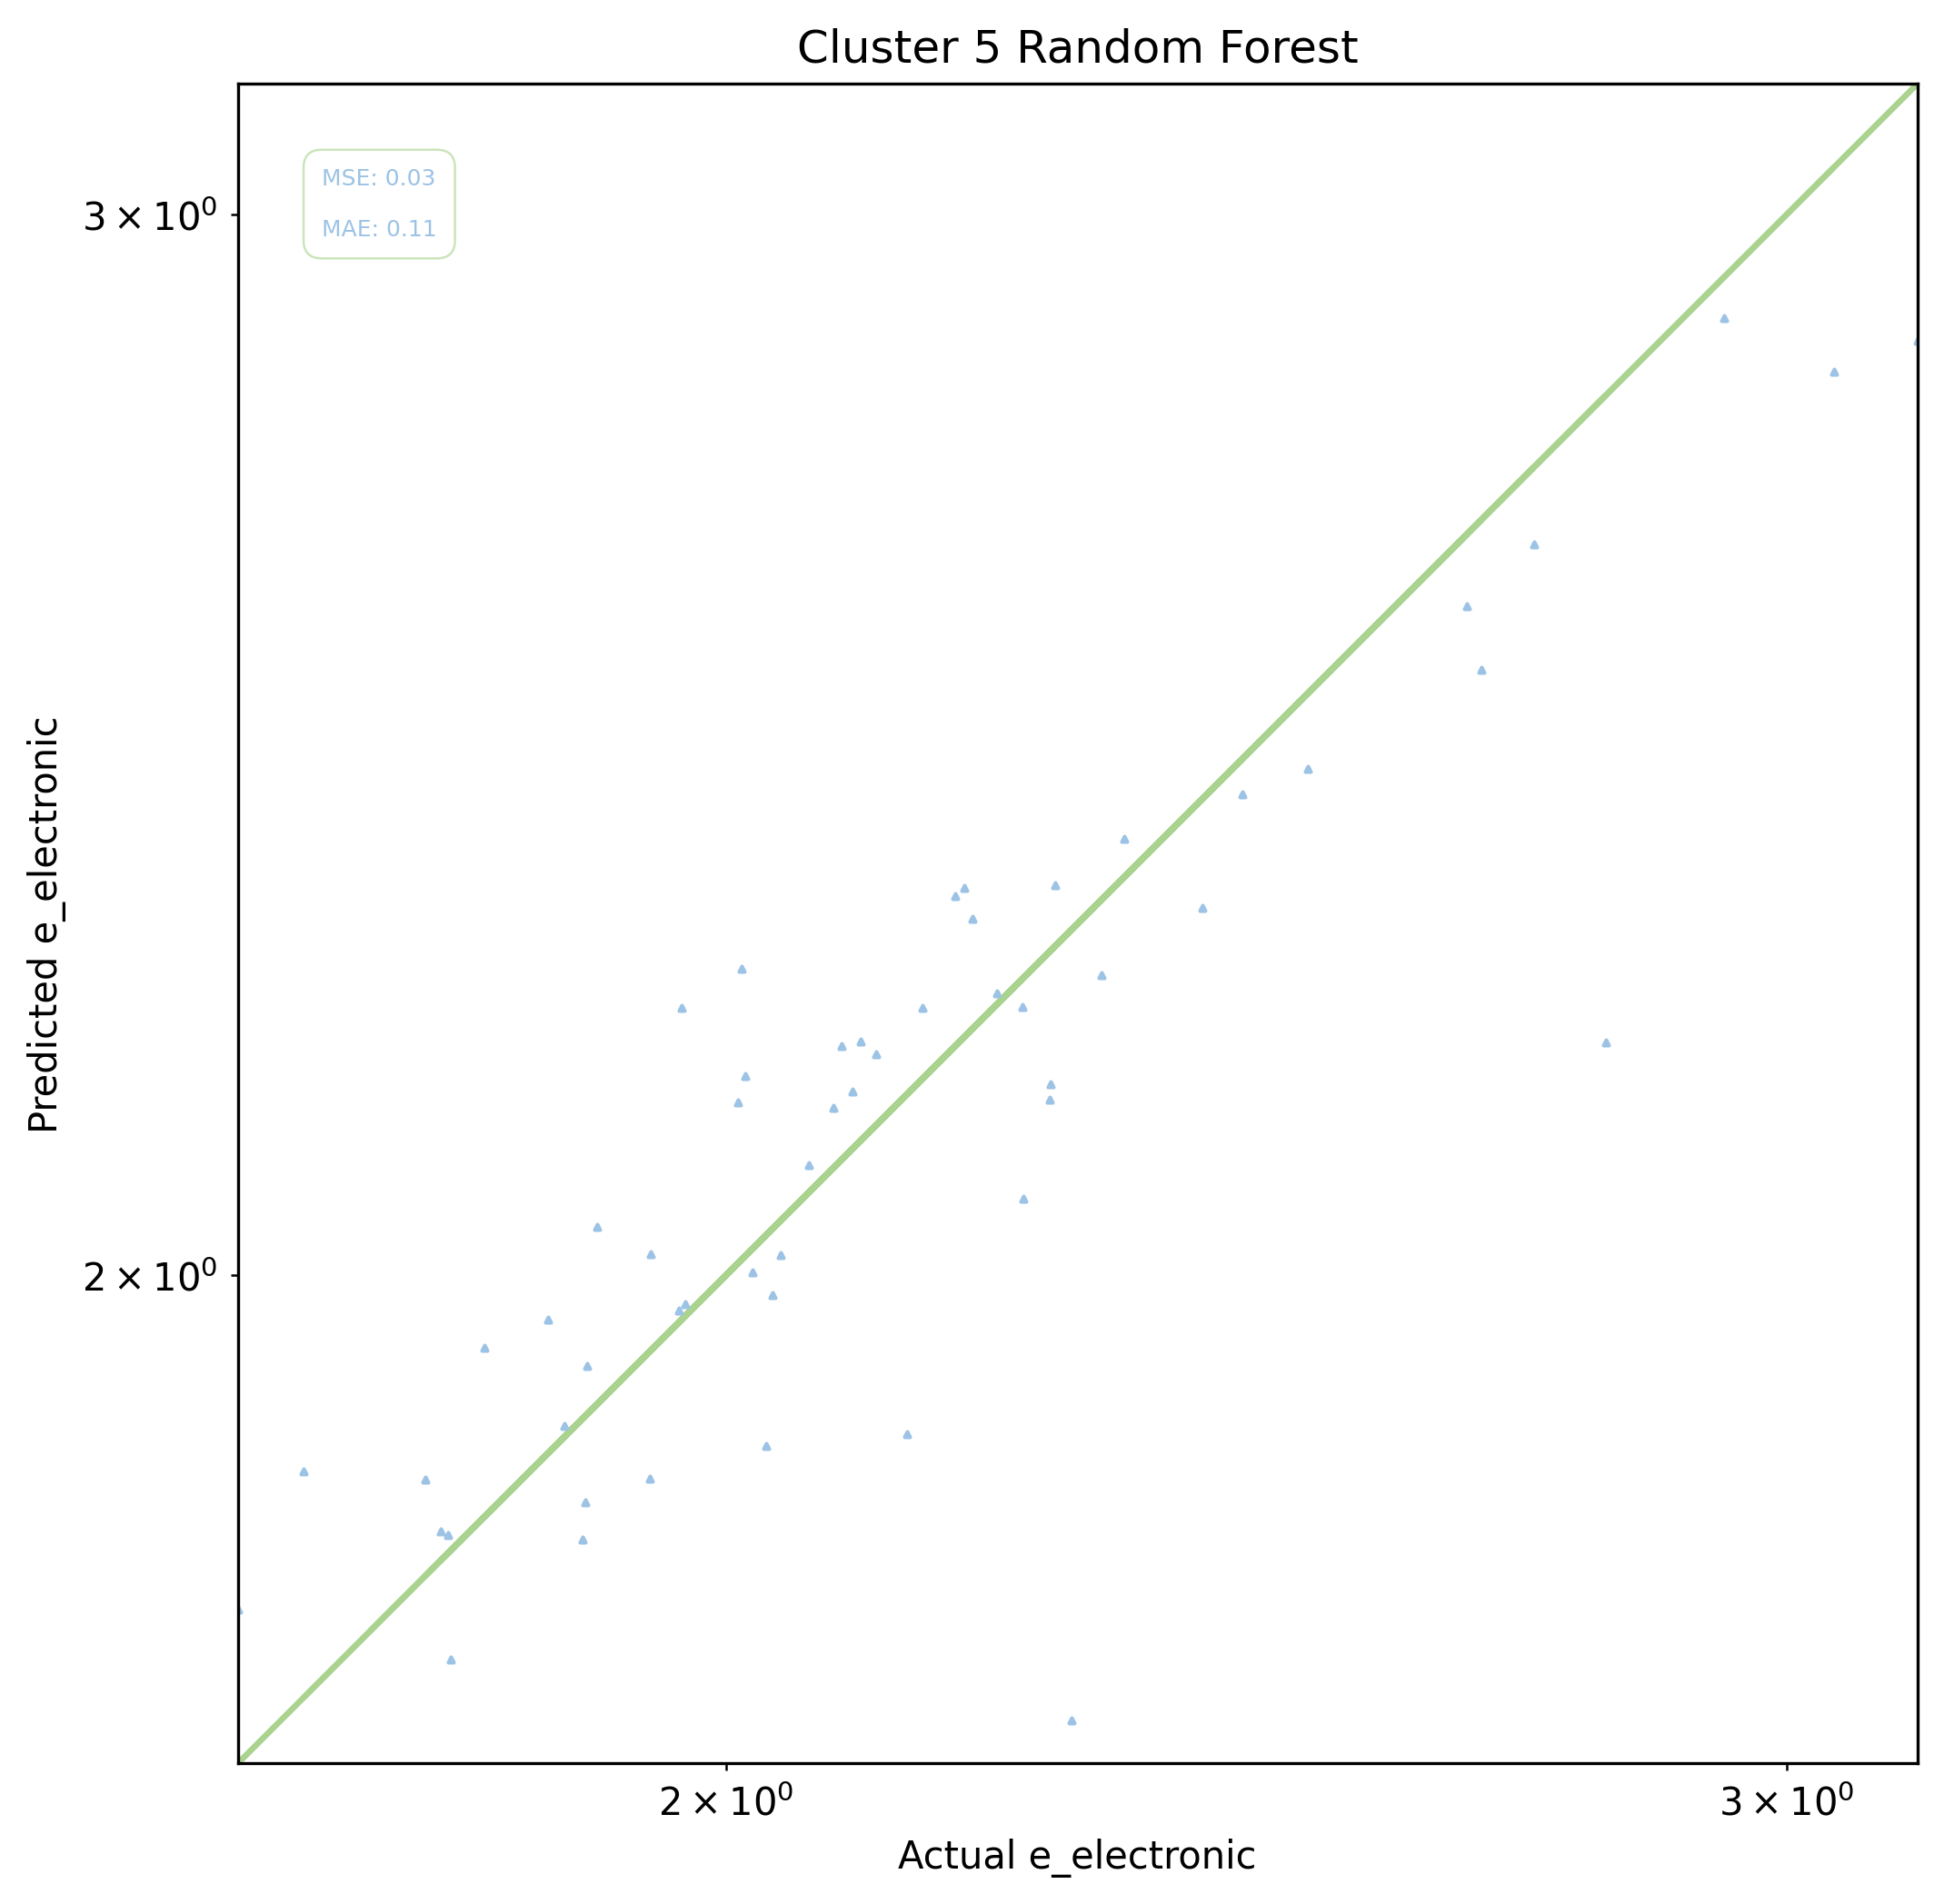 Cluster 5 Random Forest
MSE: 0.03
MAE: 0.11
3 × 10⁰
2 × 10⁰
Predicted e_electronic
2 × 10⁰
3 × 10⁰
Actual e_electronic